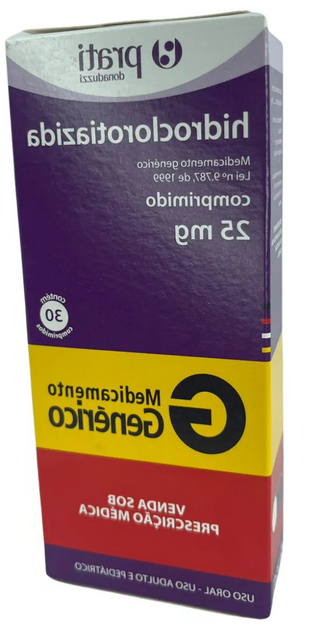 prati
donaduzzi
hidroclorotiazida
Medicamento genérico
Lei nº 9.787, de 1999
comprimido
25 mg
contém
30
comprimidos
G
Medicamento
Genérico
VENDA SOB
PRESCRIÇÃO MÉDICA
USO ORAL - USO ADULTO E PEDIÁTRICO